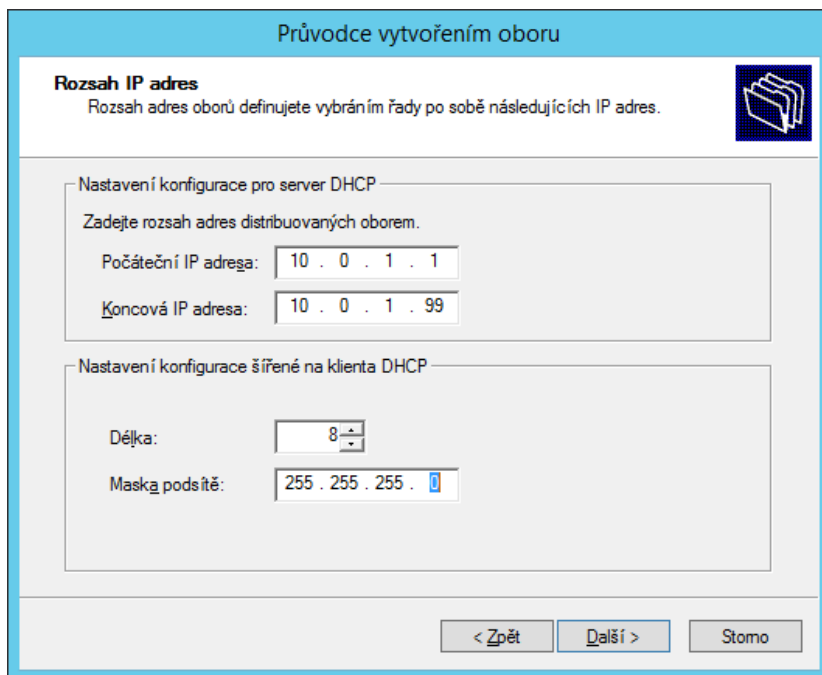 Průvodce vytvořením oboru
Rozsah IP adres
Rozsah adres oborů definujete vybráním řady po sobě následujících IP adres.
Nastavení konfigurace pro server DHCP
Zadejte rozsah adres distribuovaných oborem.
Počáteční IP adresa: 10 . 0 . 1 . 1
Koncová IP adresa: 10 . 0 . 1 . 99
Nastavení konfigurace šířené na klienta DHCP
Délka: 8
Maska podsítě: 255 . 255 . 255 . 0
< Zpět Další > Storno